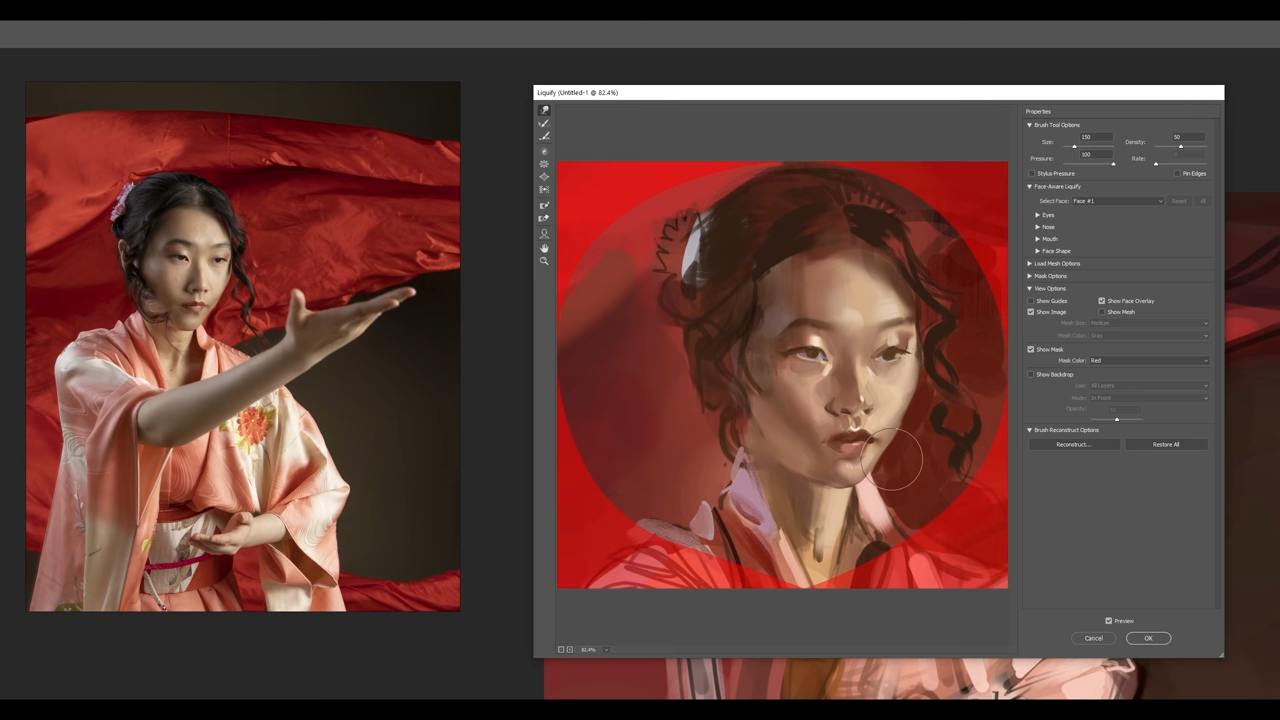 Liquify (Untitled-1 @ 82.4%)
Properties
Brush Tool Options
Size: 150 Density: 50
Pressure: 100 Rate:
Stylus Pressure Pin Edges
Face-Aware Liquify
Select Face: Face #1 Reset All
Eyes
Nose
Mouth
Face Shape
Load Mesh Options
Mask Options
View Options
Show Guides Show Face Overlay
Show Image Show Mesh
Mesh Size: Medium
Mesh Color: Gray
Show Mask
Mask Color: Red
Show Backdrop
Use: All Layers
Mode: In Front
Opacity:
Brush Reconstruct Options
Reconstruct... Restore All
Preview
Cancel OK
82.4%